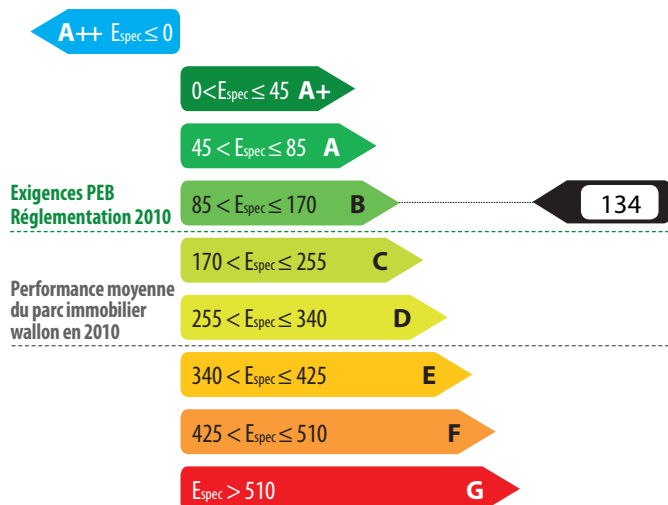 A++ Espec ≤ 0
0<Espec ≤ 45 A+
45 < Espec ≤ 85 A
Exigences PEB
Réglementation 2010
85 < Espec ≤ 170 B
134
170 < Espec ≤ 255 C
Performance moyenne
du parc immobilier
wallon en 2010
255 < Espec ≤ 340 D
340 < Espec ≤ 425 E
425 < Espec ≤ 510 F
Espec > 510 G